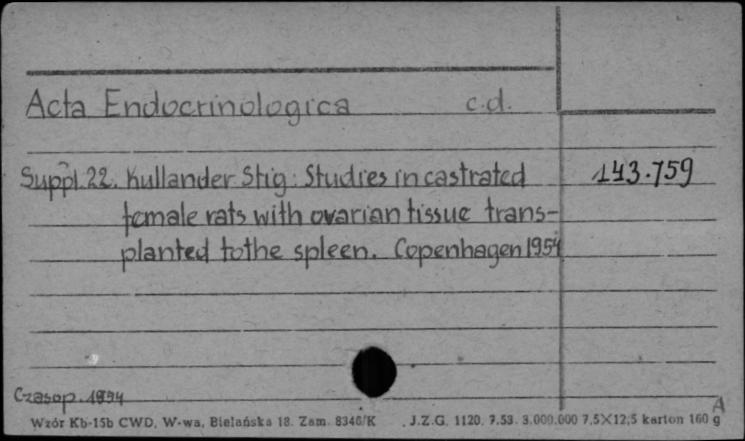 Acta Endocrinologica c.d.
Suppl. 22. Kullander Stig: Studies in castrated 143.759
female rats with ovarian tissue trans-
planted to the spleen. Copenhagen 1954
Czasop. 1994
A
Wzór Kb-15b CWD, W-wa, Bielańska 18. Zam. 8346/K J.Z.G. 1120. 7.53. 3.000.000 7,5X12,5 karton 160 g